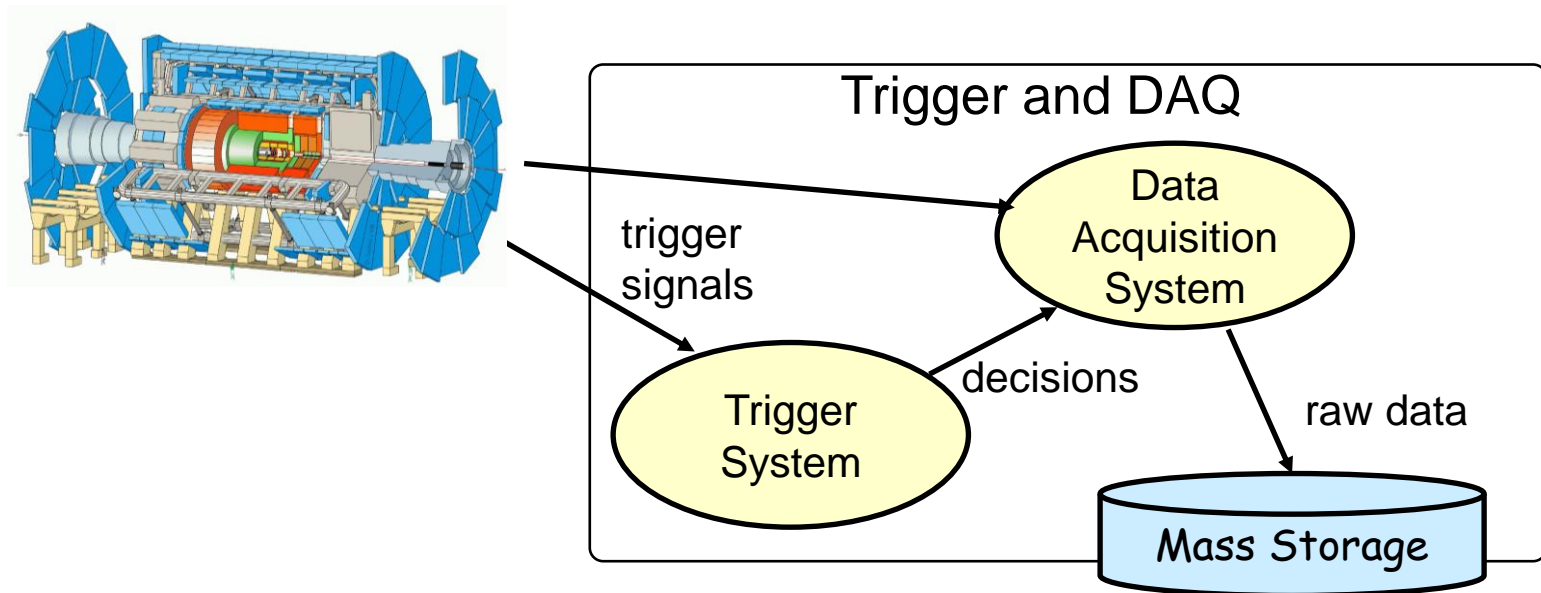 Trigger and DAQ
Data
Acquisition
System
trigger
signals
decisions
Trigger
System
raw data
Mass Storage